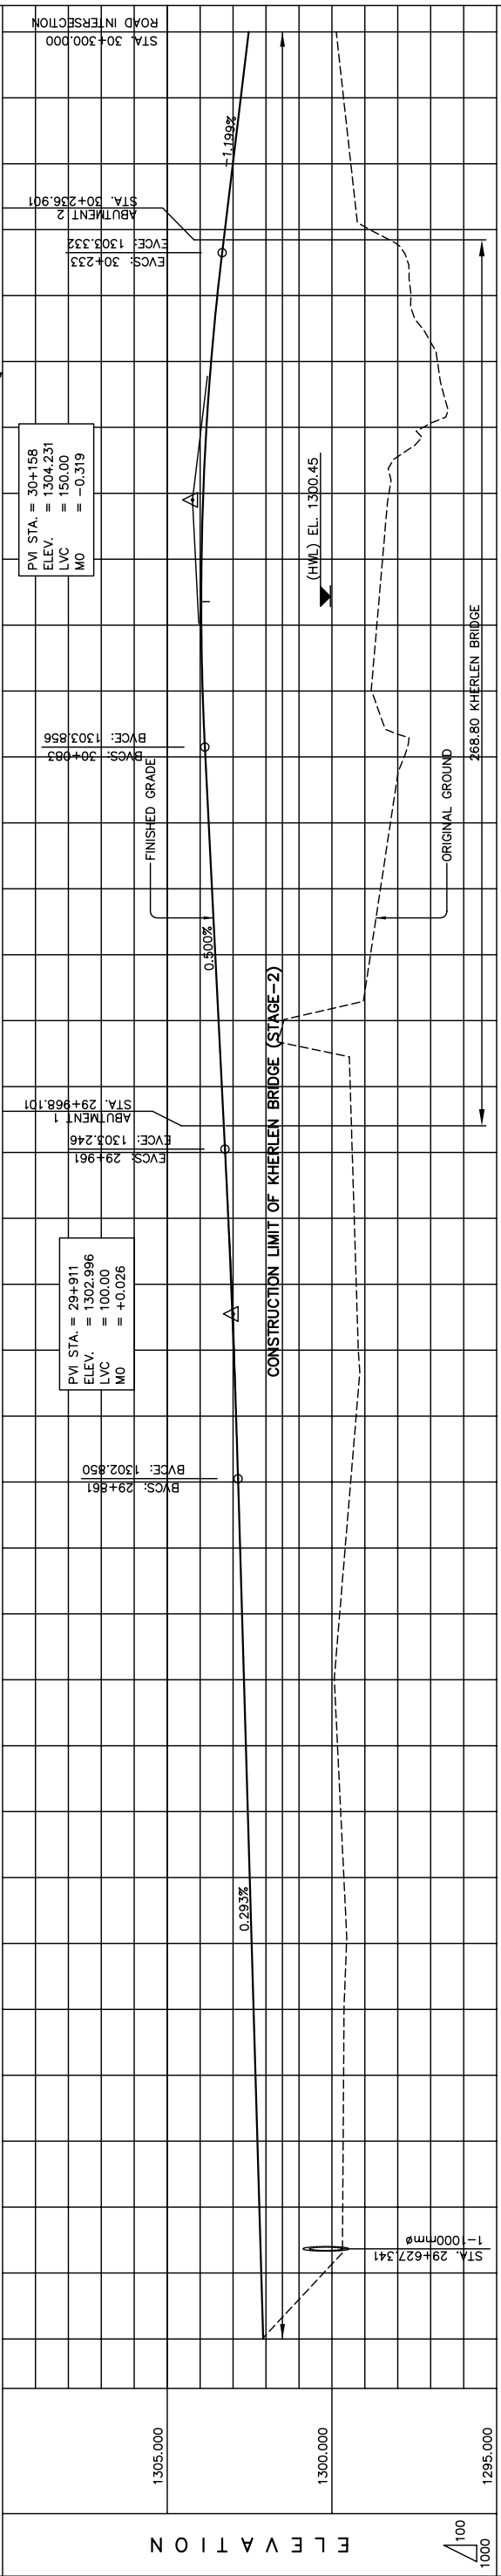 ELEVATION
100
1000
1305.000
1300.000
1295.000
STA. 29+627.341
1-1000mmø
0.293%
BVCS: 29+861
BVCE: 1302.850
PVI STA. = 29+911
ELEV. = 1302.996
LVC = 100.00
MO = +0.026
EVCS: 29+961
EVCE: 1303.246
ABUTMENT 1
STA. 29+968.101
CONSTRUCTION LIMIT OF KHERLEN BRIDGE (STAGE-2)
0.500%
FINISHED GRADE
ORIGINAL GROUND
BVCS: 30+083
BVCE: 1303.856
268.80 KHERLEN BRIDGE
(HWL) EL. 1300.45
PVI STA. = 30+158
ELEV. = 1304.231
LVC = 150.00
MO = -0.319
EVCS: 30+233
EVCE: 1303.332
ABUTMENT 2
STA. 30+236.901
-1.199%
STA. 30+300.000
ROAD INTERSECTION